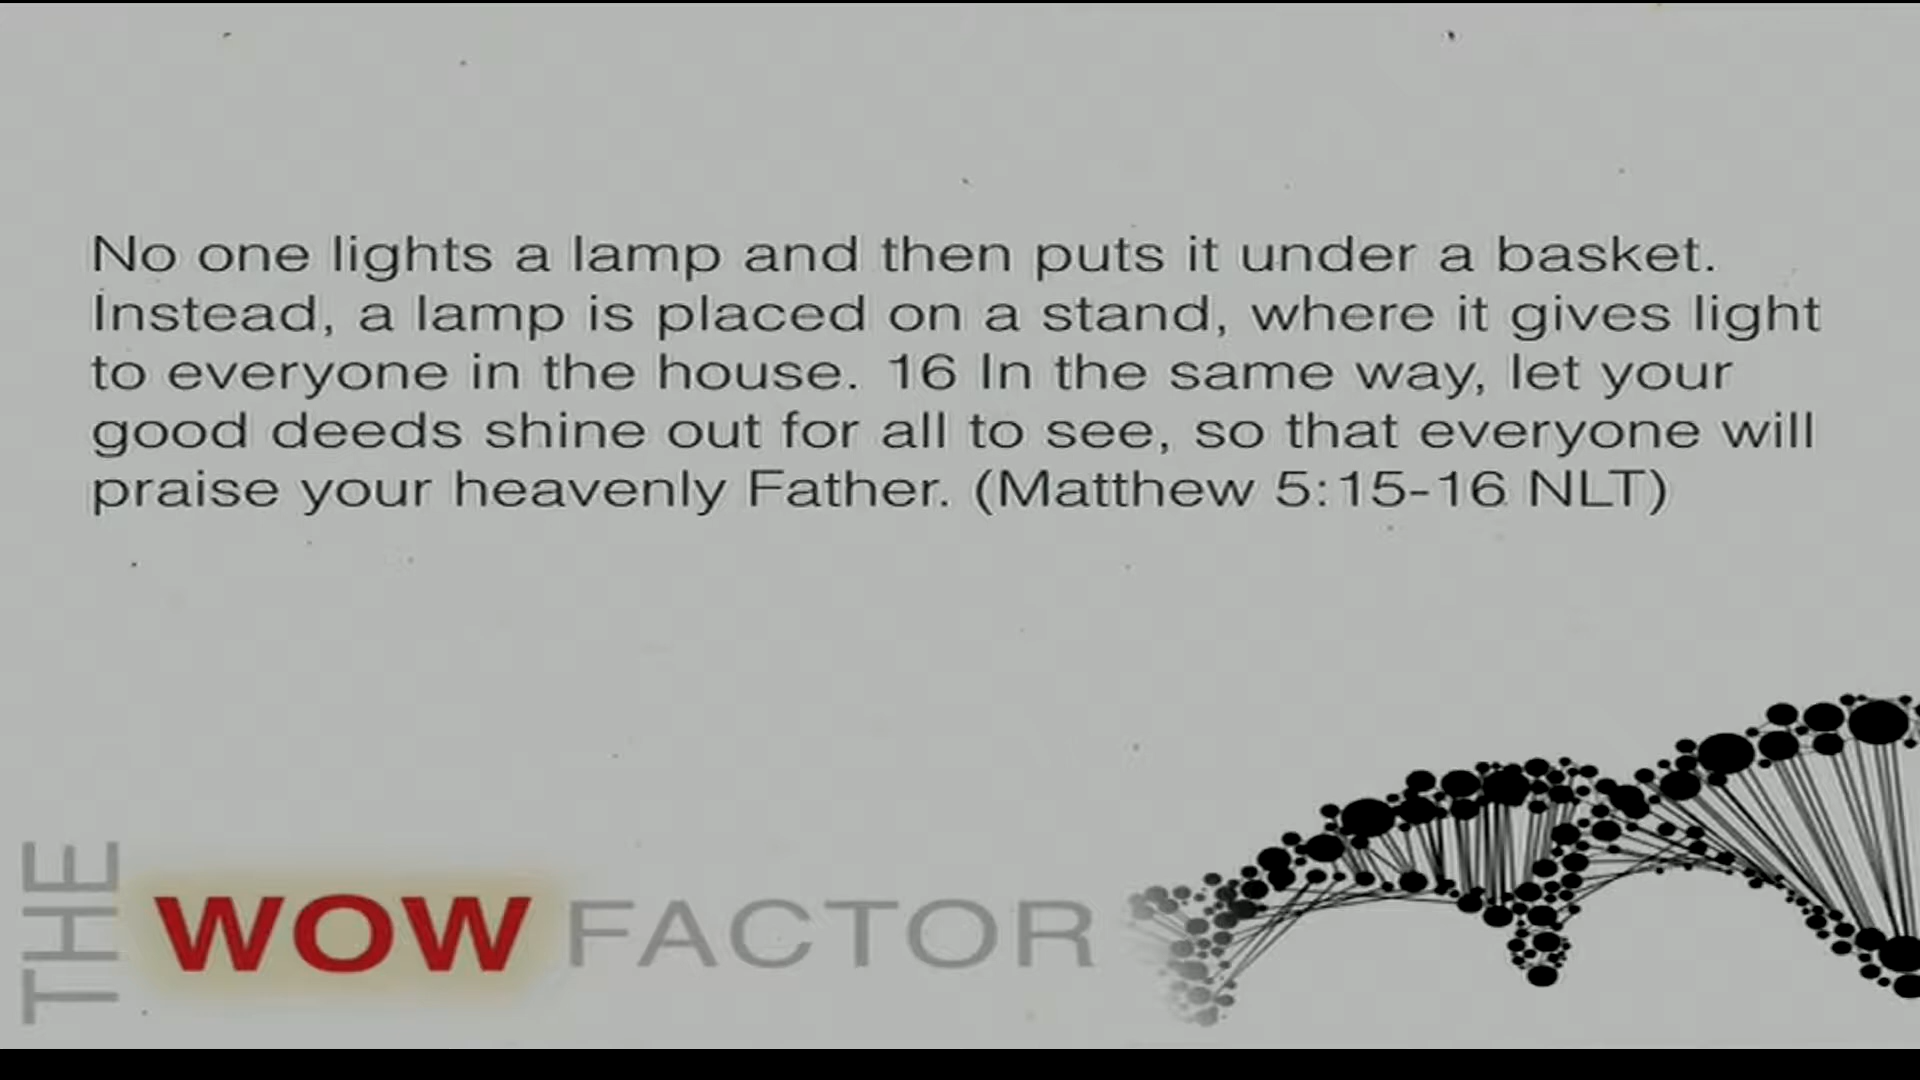 No one lights a lamp and then puts it under a basket.
Instead, a lamp is placed on a stand, where it gives light
to everyone in the house. 16 In the same way, let your
good deeds shine out for all to see, so that everyone will
praise your heavenly Father. (Matthew 5:15-16 NLT)
THE WOW FACTOR